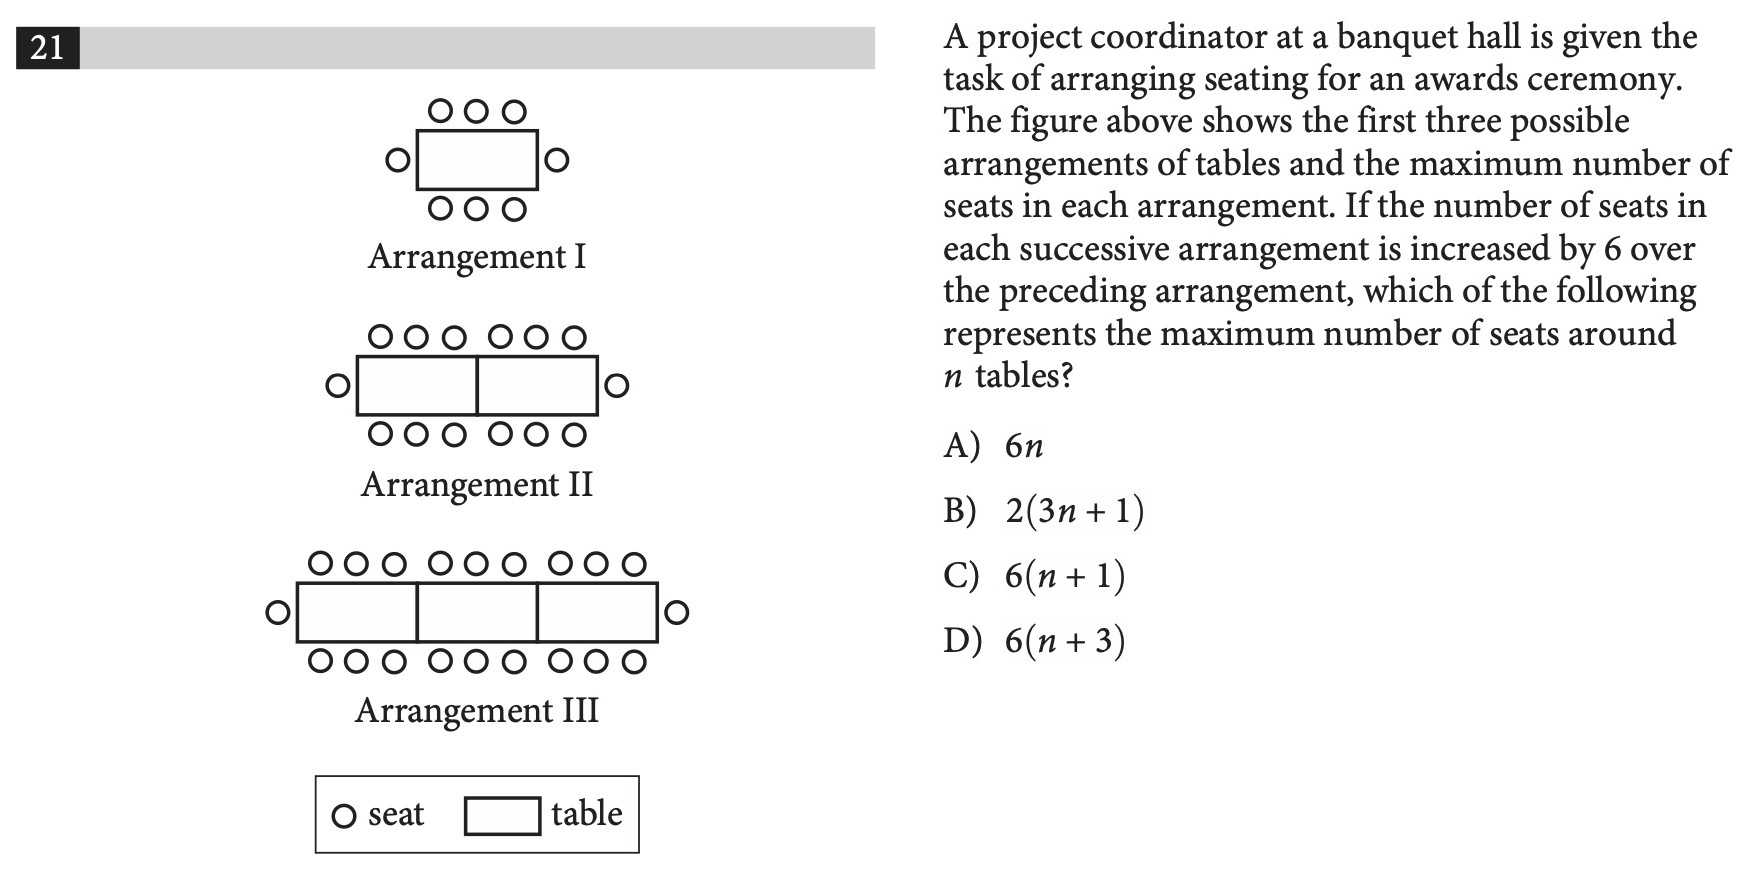 21
Arrangement I
Arrangement II
Arrangement III
seat table
A project coordinator at a banquet hall is given the
task of arranging seating for an awards ceremony.
The figure above shows the first three possible
arrangements of tables and the maximum number of
seats in each arrangement. If the number of seats in
each successive arrangement is increased by 6 over
the preceding arrangement, which of the following
represents the maximum number of seats around
n tables?
A) 6n
B) 2(3n + 1)
C) 6(n + 1)
D) 6(n + 3)